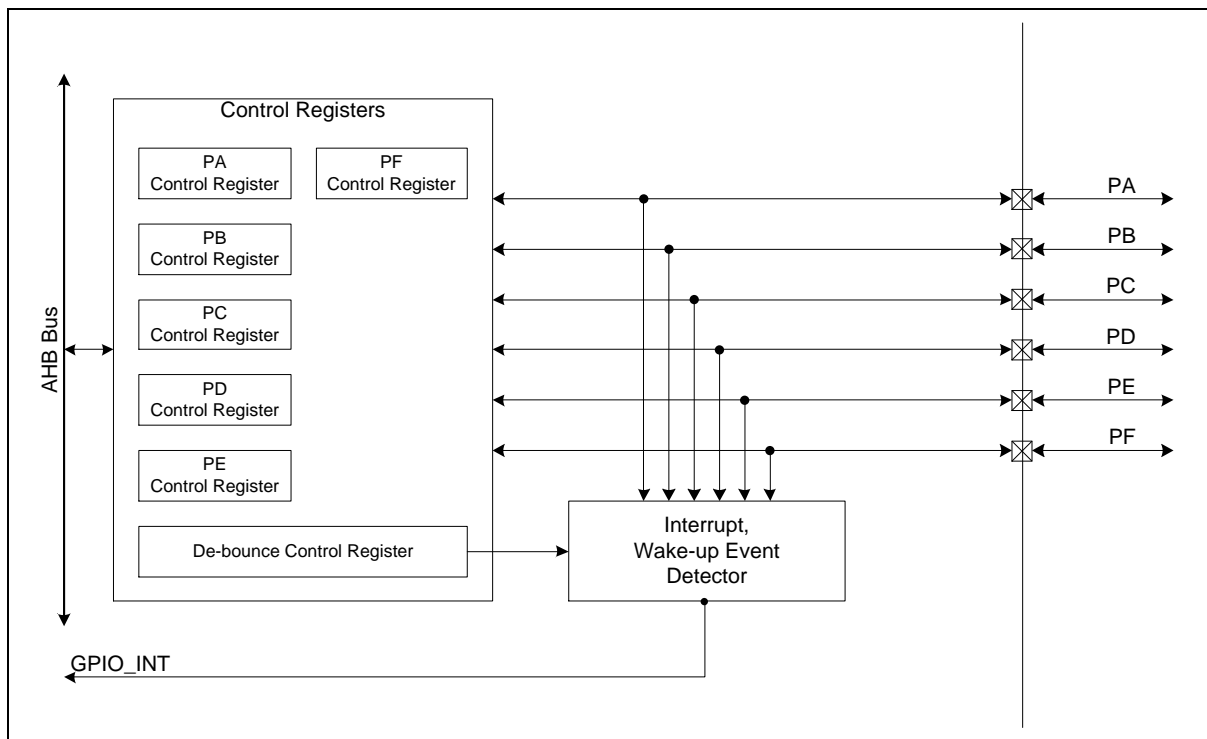 Control Registers
PA
Control Register
PF
Control Register
PB
Control Register
PC
Control Register
PD
Control Register
PE
Control Register
De-bounce Control Register
AHB Bus
GPIO_INT
Interrupt,
Wake-up Event
Detector
PA
PB
PC
PD
PE
PF